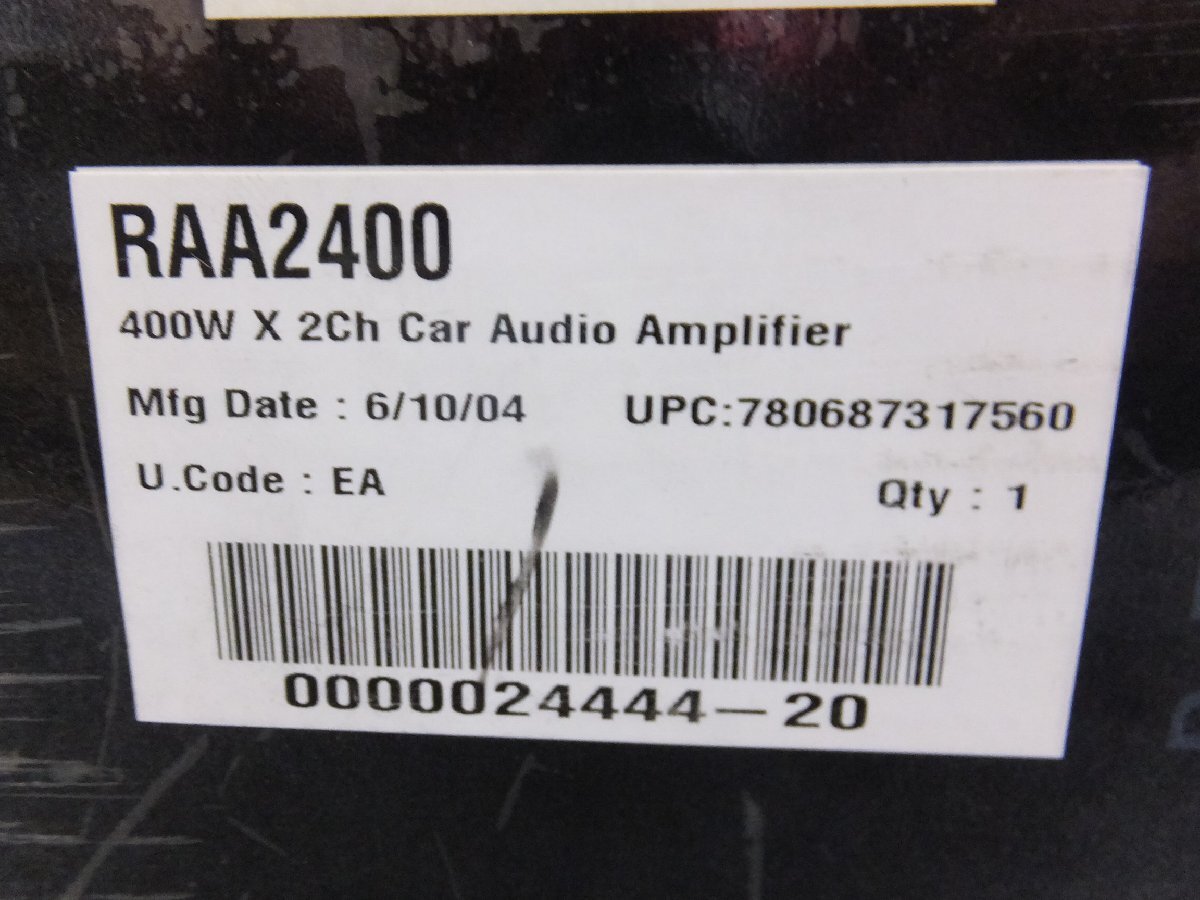 RAA2400
400W X 2Ch Car Audio Amplifier
Mfg Date : 6/10/04 UPC:780687317560
U.Code : EA Qty : 1
0000024444-20